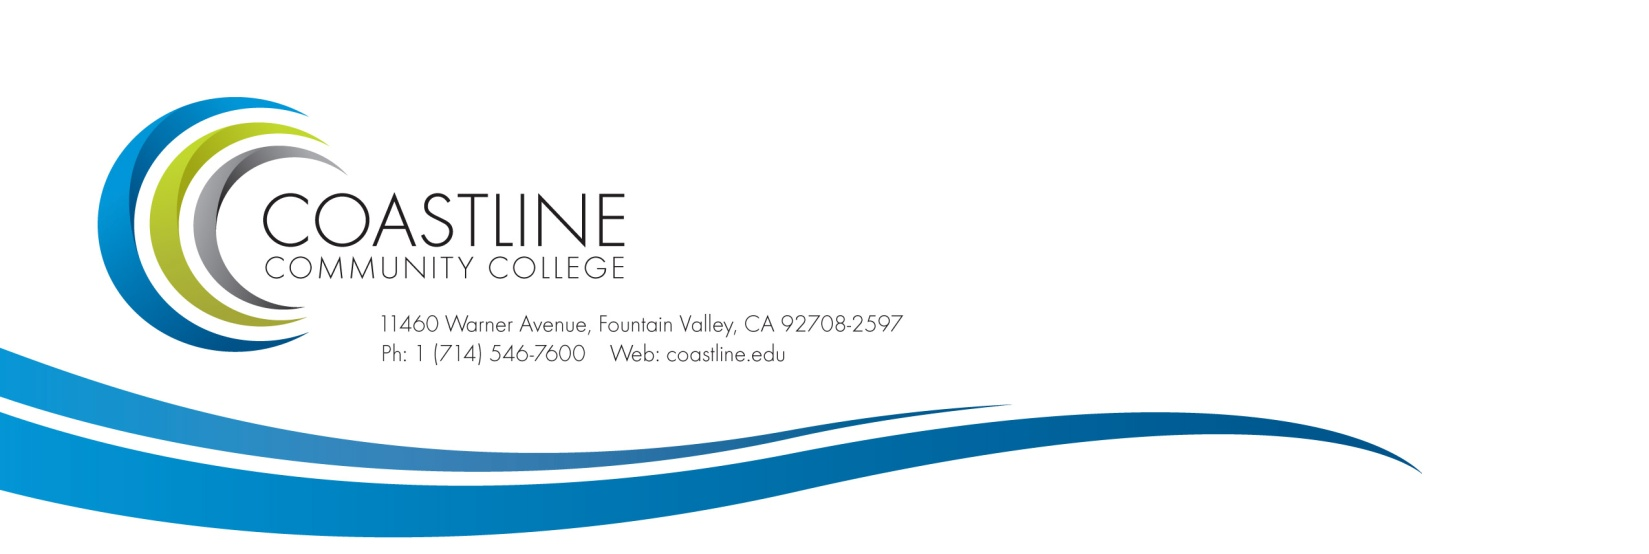 COASTLINE
COMMUNITY COLLEGE
11460 Warner Avenue, Fountain Valley, CA 92708-2597
Ph: 1 (714) 546-7600 Web: coastline.edu